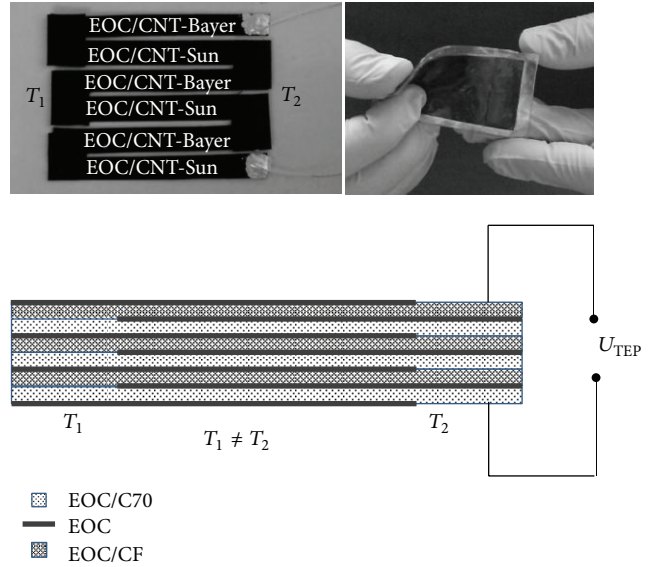 EOC/CNT-Bayer
EOC/CNT-Sun
EOC/CNT-Bayer
T1 T2
EOC/CNT-Sun
EOC/CNT-Bayer
EOC/CNT-Sun
UTEP
T1 T2
T1 ≠ T2
EOC/C70
EOC
EOC/CF